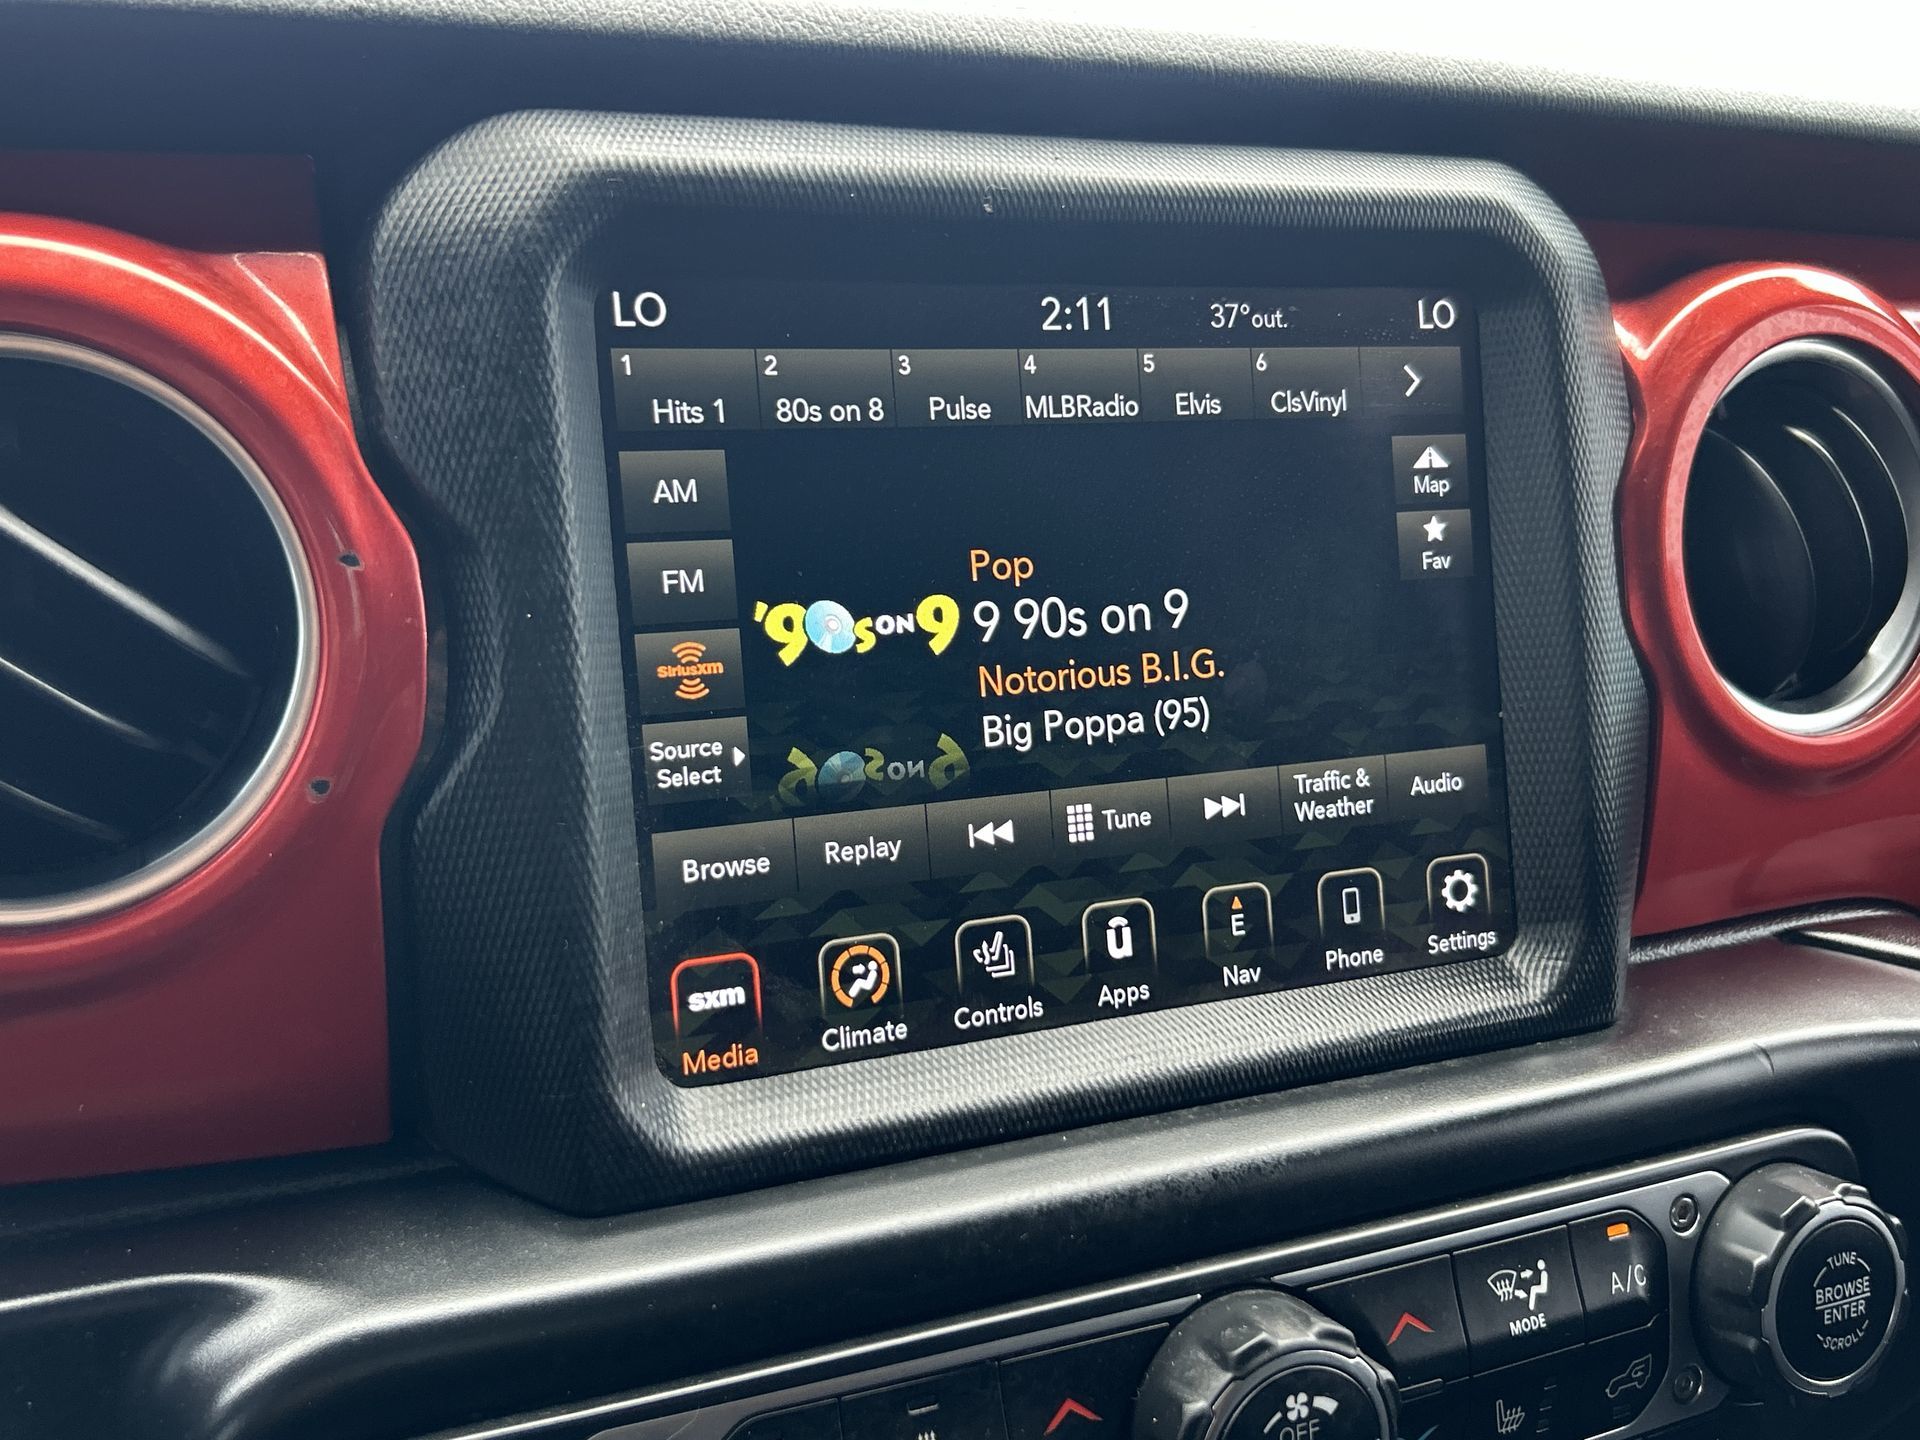 LO 2:11 37°out. LO
1 2 3 4 5 6
Hits 1 80s on 8 Pulse MLBRadio Elvis ClsVinyl
AM
FM
SiriusXM
Source
Select
Map
Fav
'90s ON 9
Pop
9 90s on 9
Notorious B.I.G.
Big Poppa (95)
Browse
Replay
Tune
Traffic &
Weather
Audio
sxm
Media
Climate
Controls
Apps
E
Nav
Phone
Settings
MODE
A/C
TUNE
BROWSE
ENTER
SCROLL
OFF